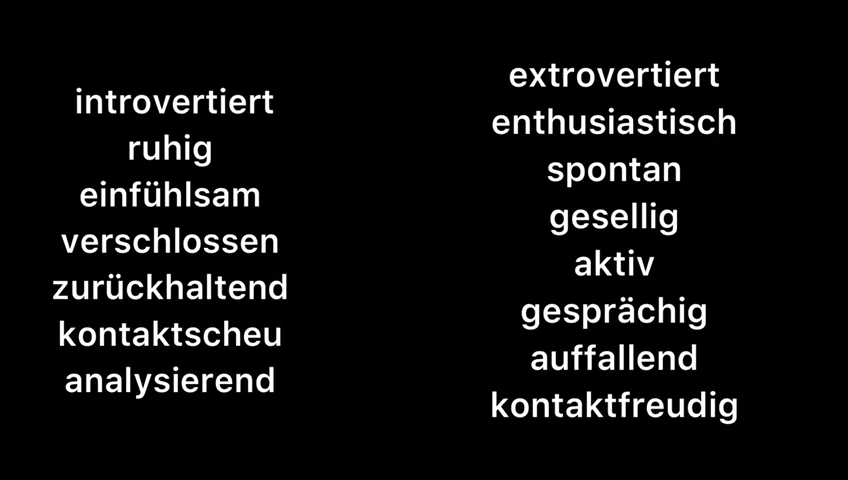 introvertiert
ruhig
einfühlsam
verschlossen
zurückhaltend
kontaktscheu
analysierend
extrovertiert
enthusiastisch
spontan
gesellig
aktiv
gesprächig
auffallend
kontaktfreudig